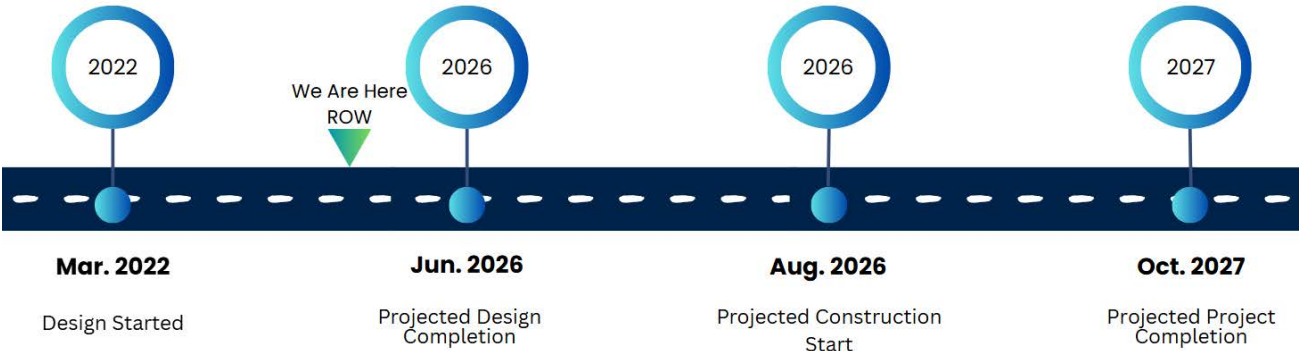 2022
We Are Here
ROW
2026
2026
2027
Mar. 2022
Jun. 2026
Aug. 2026
Oct. 2027
Design Started
Projected Design
Completion
Projected Construction
Start
Projected Project
Completion